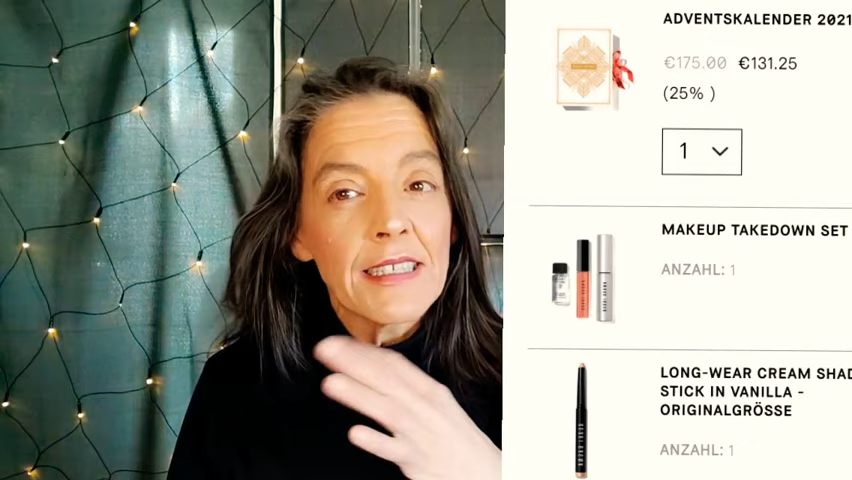 ADVENTSKALENDER 2021
€175.00 €131.25
(25% )
1
MAKEUP TAKEDOWN SET
ANZAHL: 1
LONG-WEAR CREAM SHAD
STICK IN VANILLA -
ORIGINALGRÖSSE
ANZAHL: 1